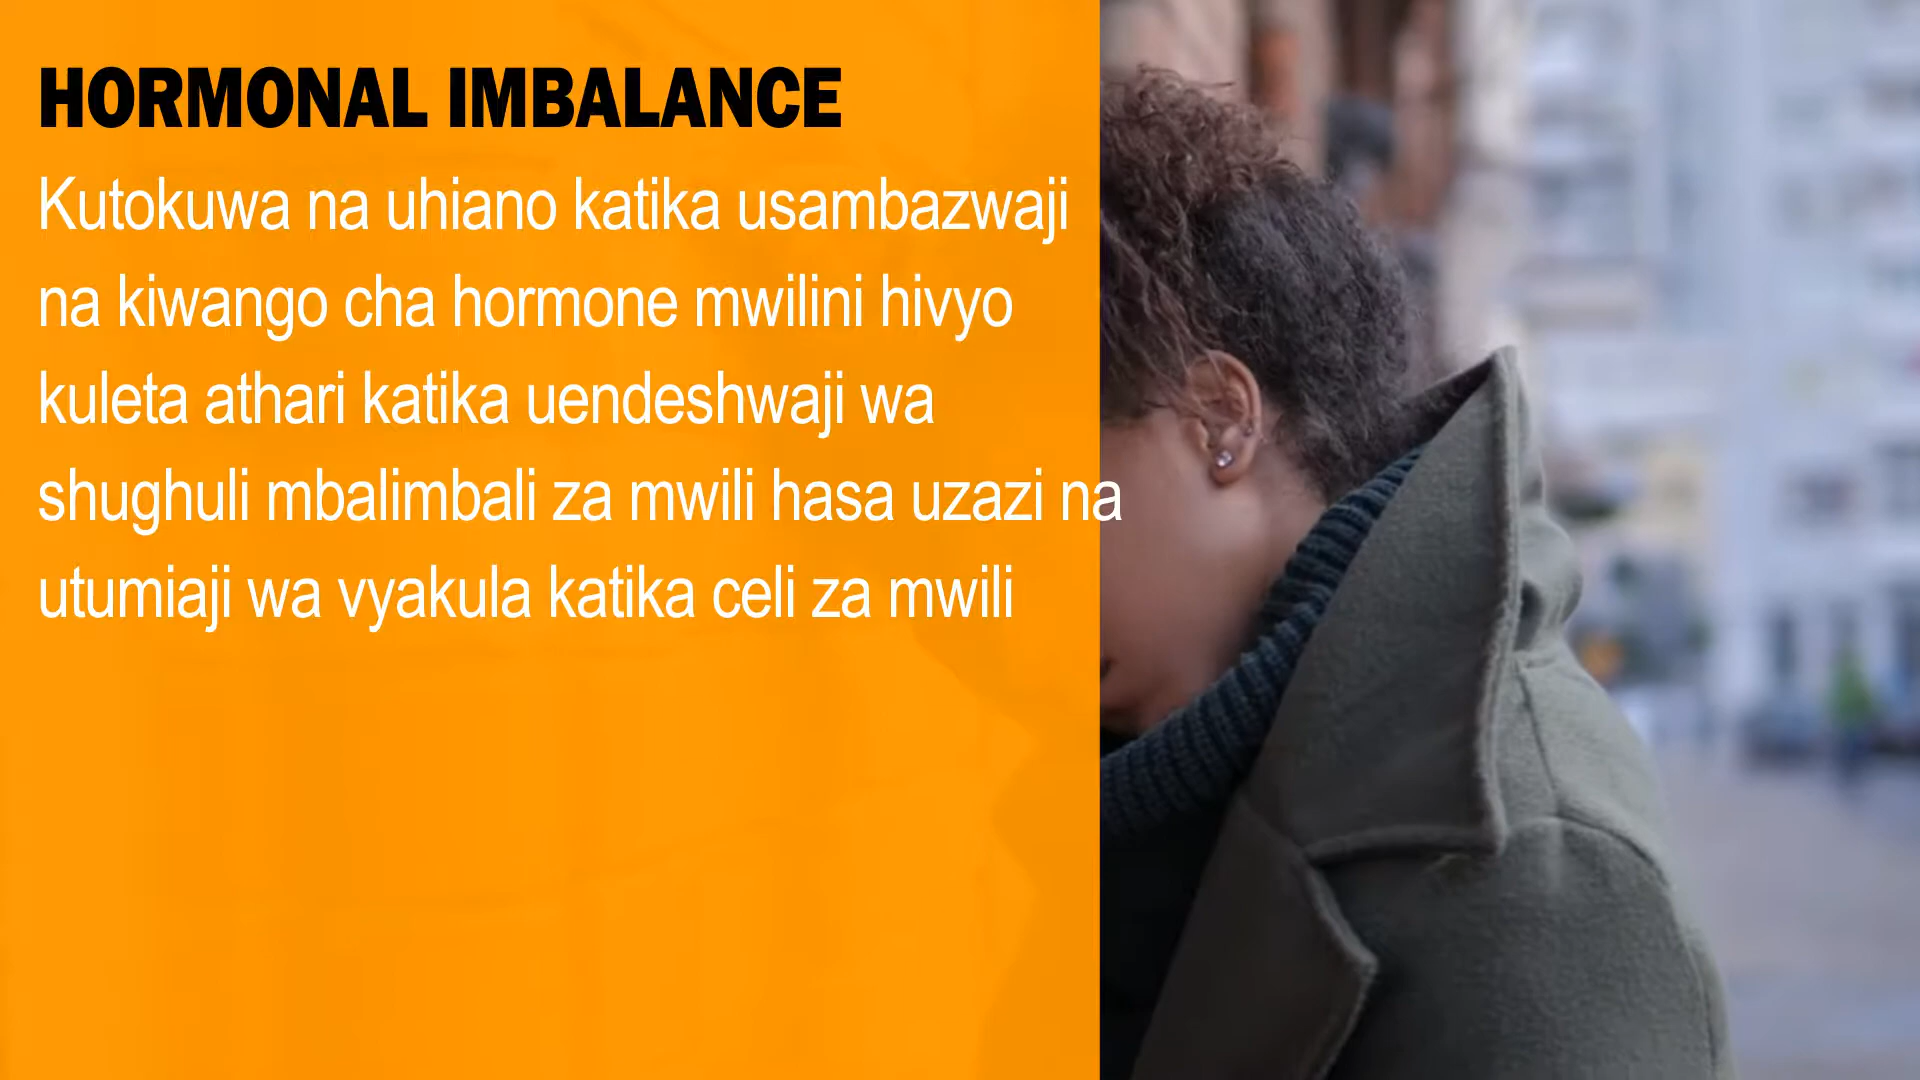 HORMONAL IMBALANCE
Kutokuwa na uhiano katika usambazwaji
na kiwango cha hormone mwilini hivyo
kuleta athari katika uendeshwaji wa
shughuli mbalimbali za mwili hasa uzazi na
utumiaji wa vyakula katika celi za mwili